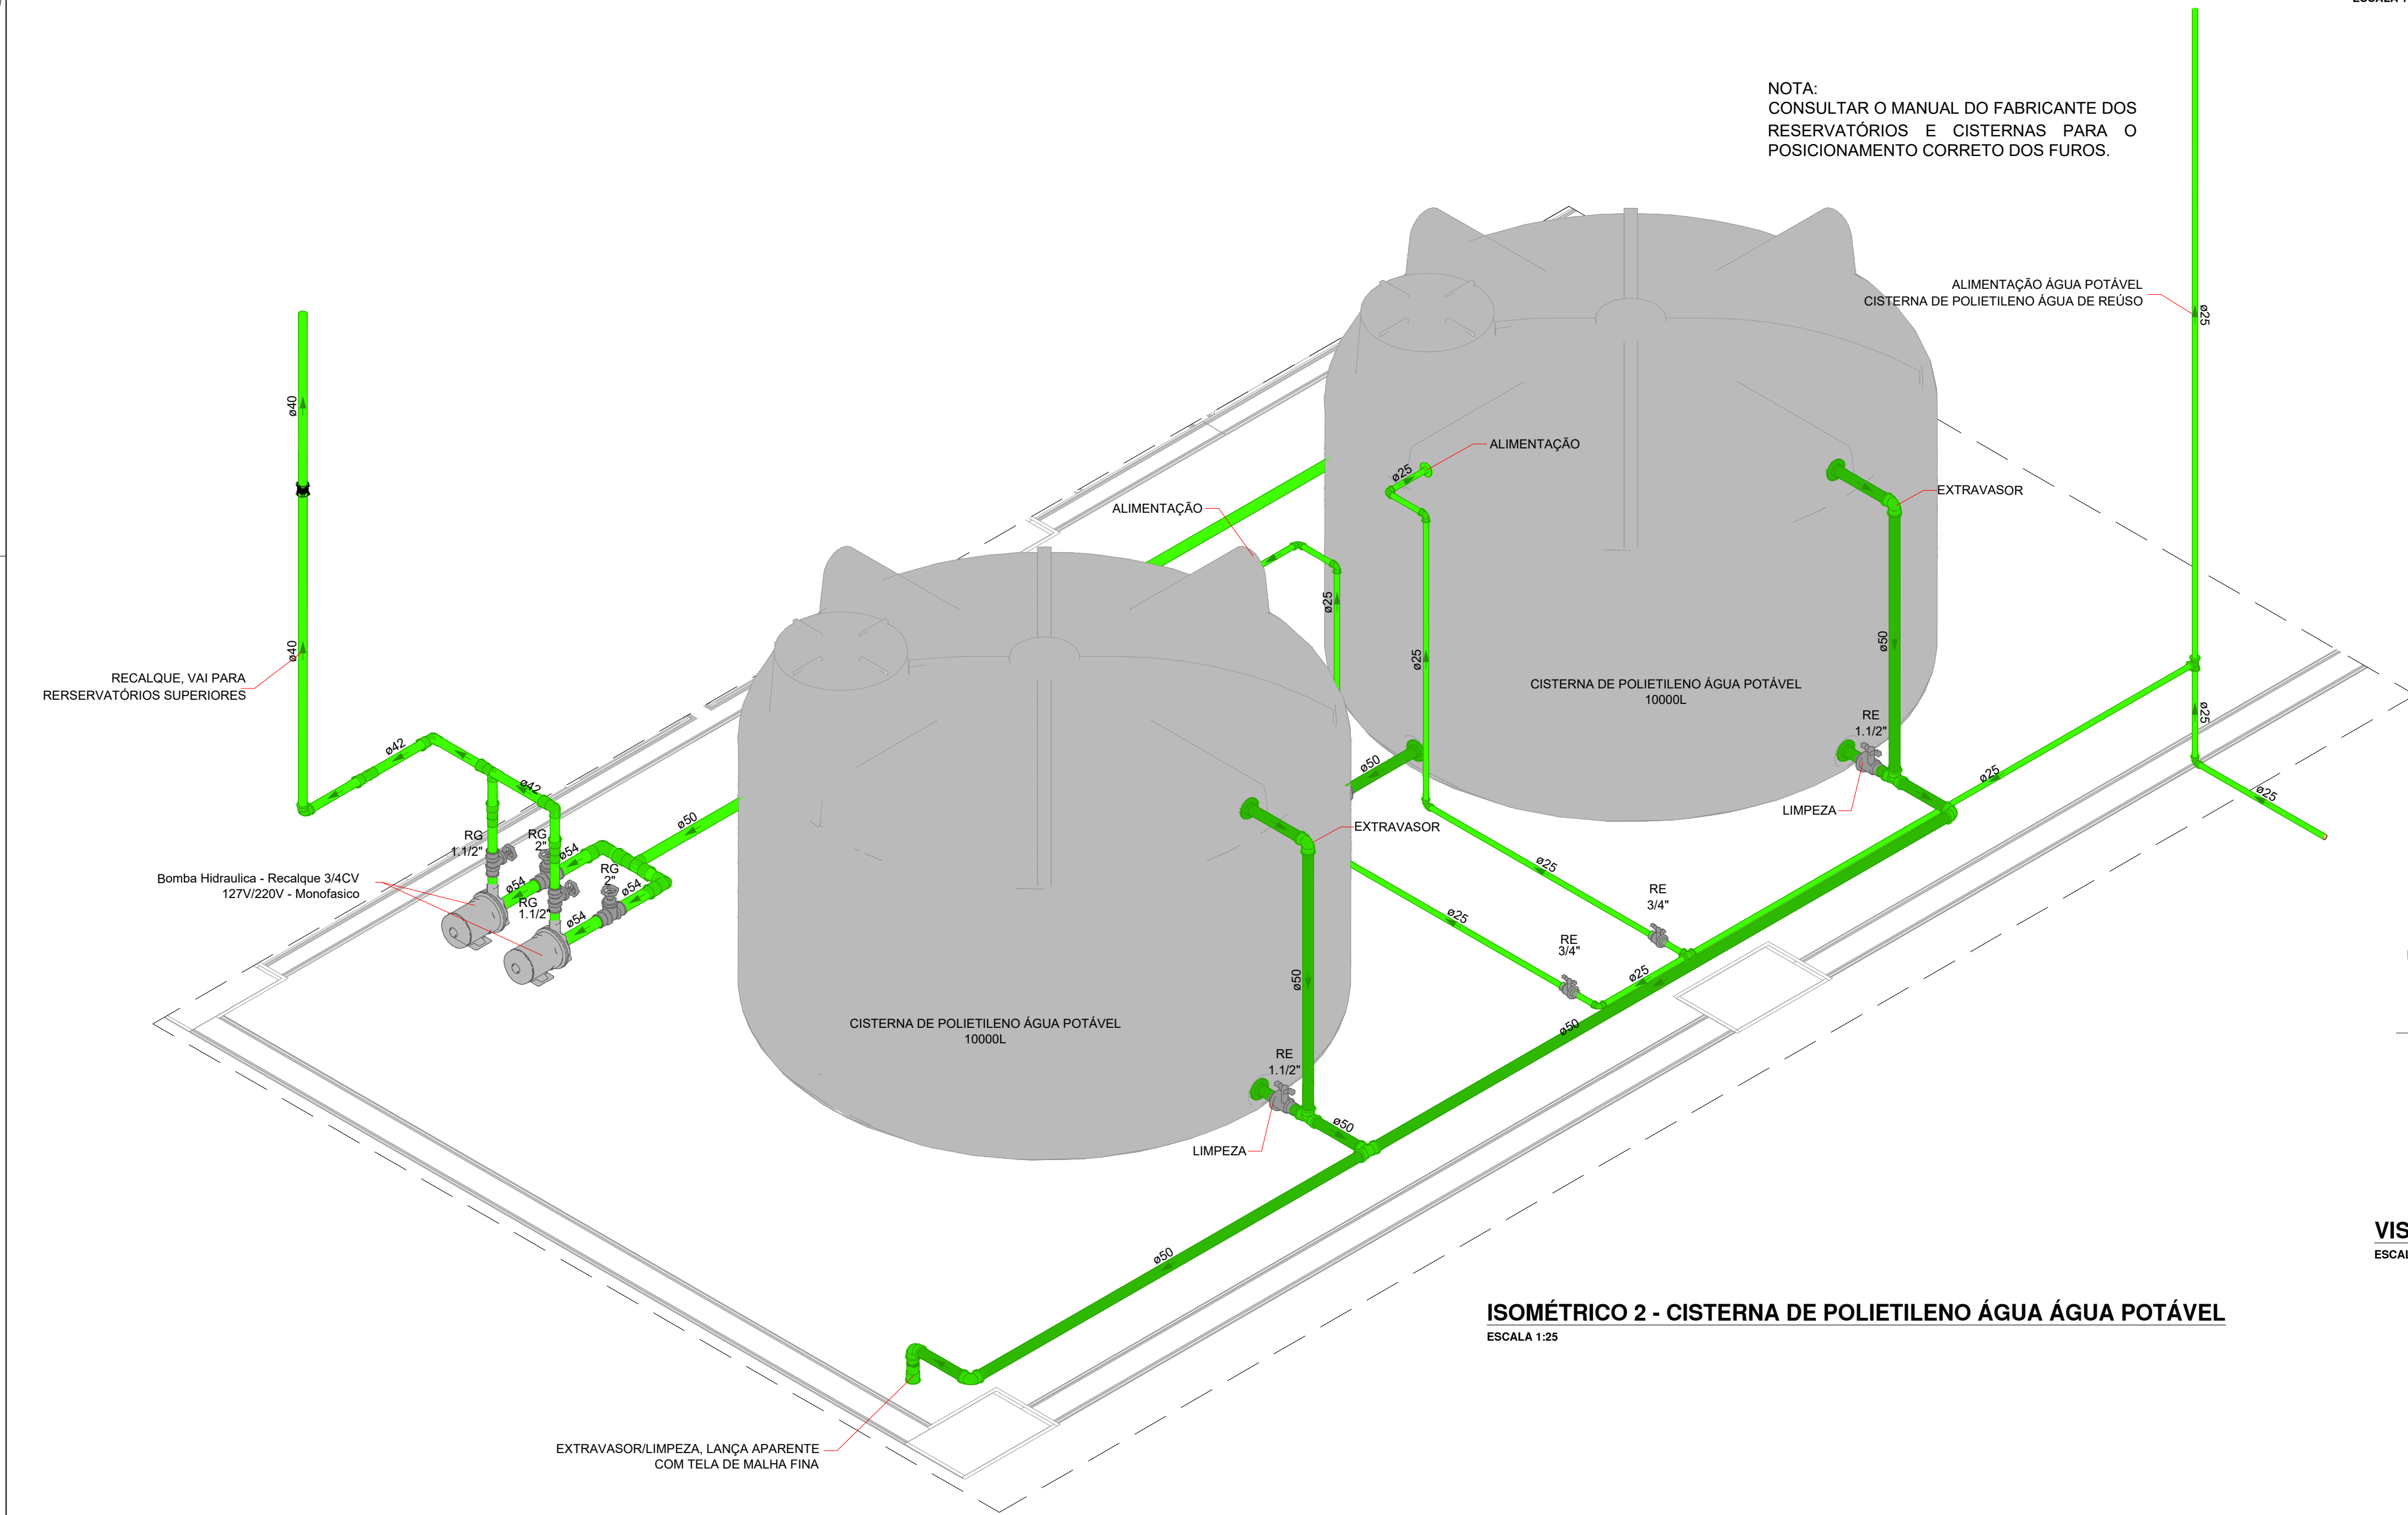 NOTA:
CONSULTAR O MANUAL DO FABRICANTE DOS
RESERVATÓRIOS E CISTERNAS PARA O
POSICIONAMENTO CORRETO DOS FUROS.
ALIMENTAÇÃO ÁGUA POTÁVEL
CISTERNA DE POLIETILENO ÁGUA DE REÚSO
ø25
ø40
ALIMENTAÇÃO
ø25
EXTRAVASOR
ALIMENTAÇÃO
ø25
ø40
ø25
ø50
RECALQUE, VAI PARA
RERSERVATÓRIOS SUPERIORES
CISTERNA DE POLIETILENO ÁGUA POTÁVEL
10000L
RE
1.1/2"
ø25
ø42
ø42
ø50
ø25
ø25
LIMPEZA
ø50
EXTRAVASOR
RG
1.1/2"
RG
2"
ø54
RG
2"
ø54
ø54
RG
1.1/2"
ø54
Bomba Hidraulica - Recalque 3/4CV
127V/220V - Monofasico
ø25
RE
3/4"
ø25
RE
3/4"
ø25
ø50
CISTERNA DE POLIETILENO ÁGUA POTÁVEL
10000L
ø50
RE
1.1/2"
ø50
LIMPEZA
ø50
VIS
ESCAL
ISOMÉTRICO 2 - CISTERNA DE POLIETILENO ÁGUA ÁGUA POTÁVEL
ESCALA 1:25
EXTRAVASOR/LIMPEZA, LANÇA APARENTE
COM TELA DE MALHA FINA